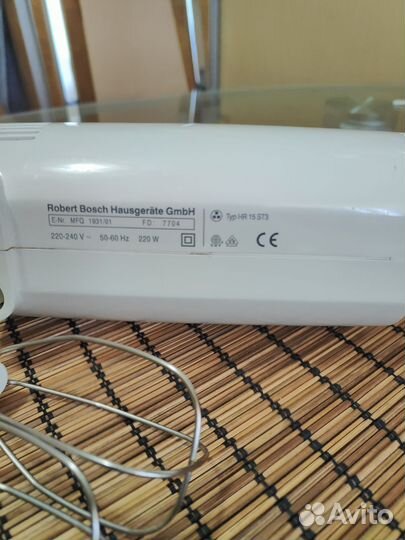 Robert Bosch Hausgeräte GmbH
E-Nr. MFQ 1931/01 FD: 7704
220-240 V ~ 50-60 Hz 220 W
Typ HR 15 ST3
CE
Avito